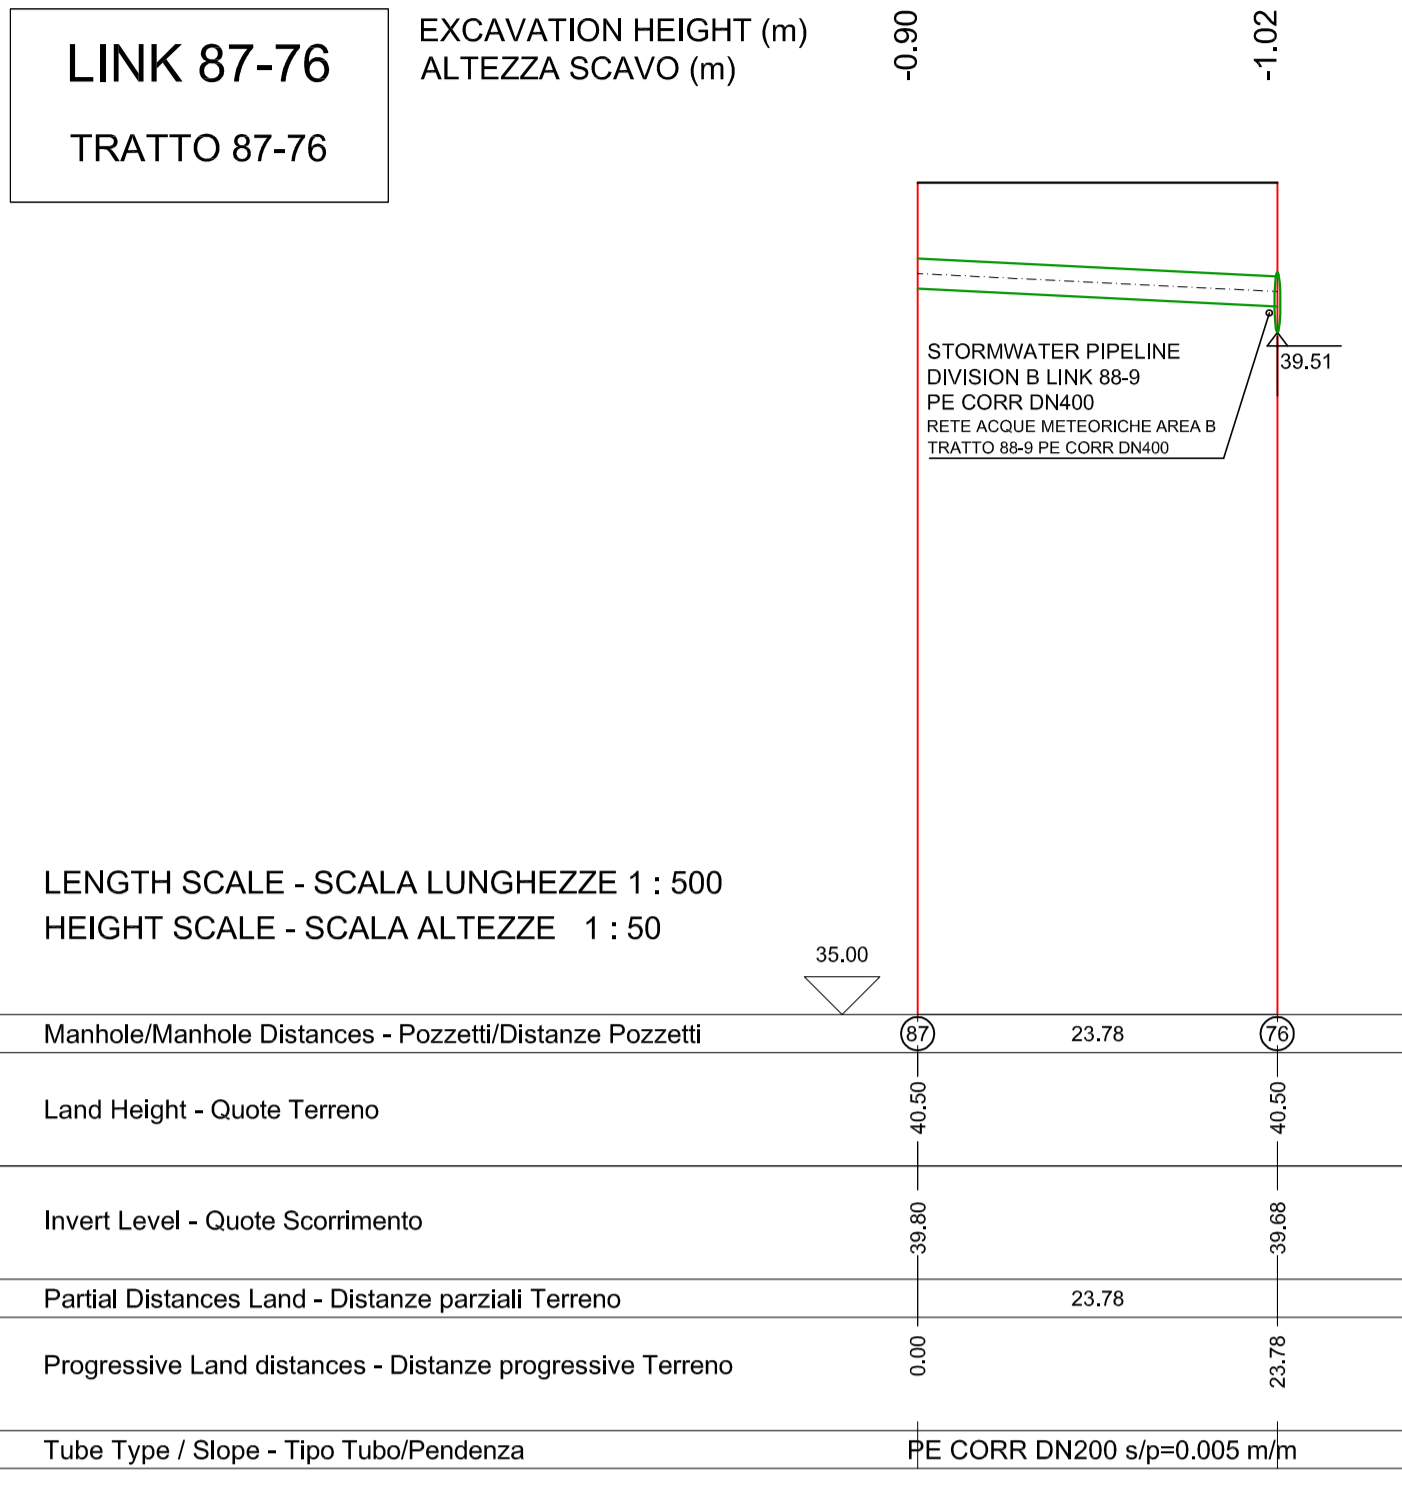 LINK 87-76
TRATTO 87-76
EXCAVATION HEIGHT (m)
ALTEZZA SCAVO (m)
-0.90
-1.02
STORMWATER PIPELINE
DIVISION B LINK 88-9
PE CORR DN400
RETE ACQUE METEORICHE AREA B
TRATTO 88-9 PE CORR DN400
39.51
LENGTH SCALE - SCALA LUNGHEZZE 1 : 500
HEIGHT SCALE - SCALA ALTEZZE 1 : 50
35.00
Manhole/Manhole Distances - Pozzetti/Distanze Pozzetti 87 23.78 76
Land Height - Quote Terreno 40.50 40.50
Invert Level - Quote Scorrimento 39.80 39.68
Partial Distances Land - Distanze parziali Terreno 23.78
Progressive Land distances - Distanze progressive Terreno 0.00 23.78
Tube Type / Slope - Tipo Tubo/Pendenza PE CORR DN200 s/p=0.005 m/m